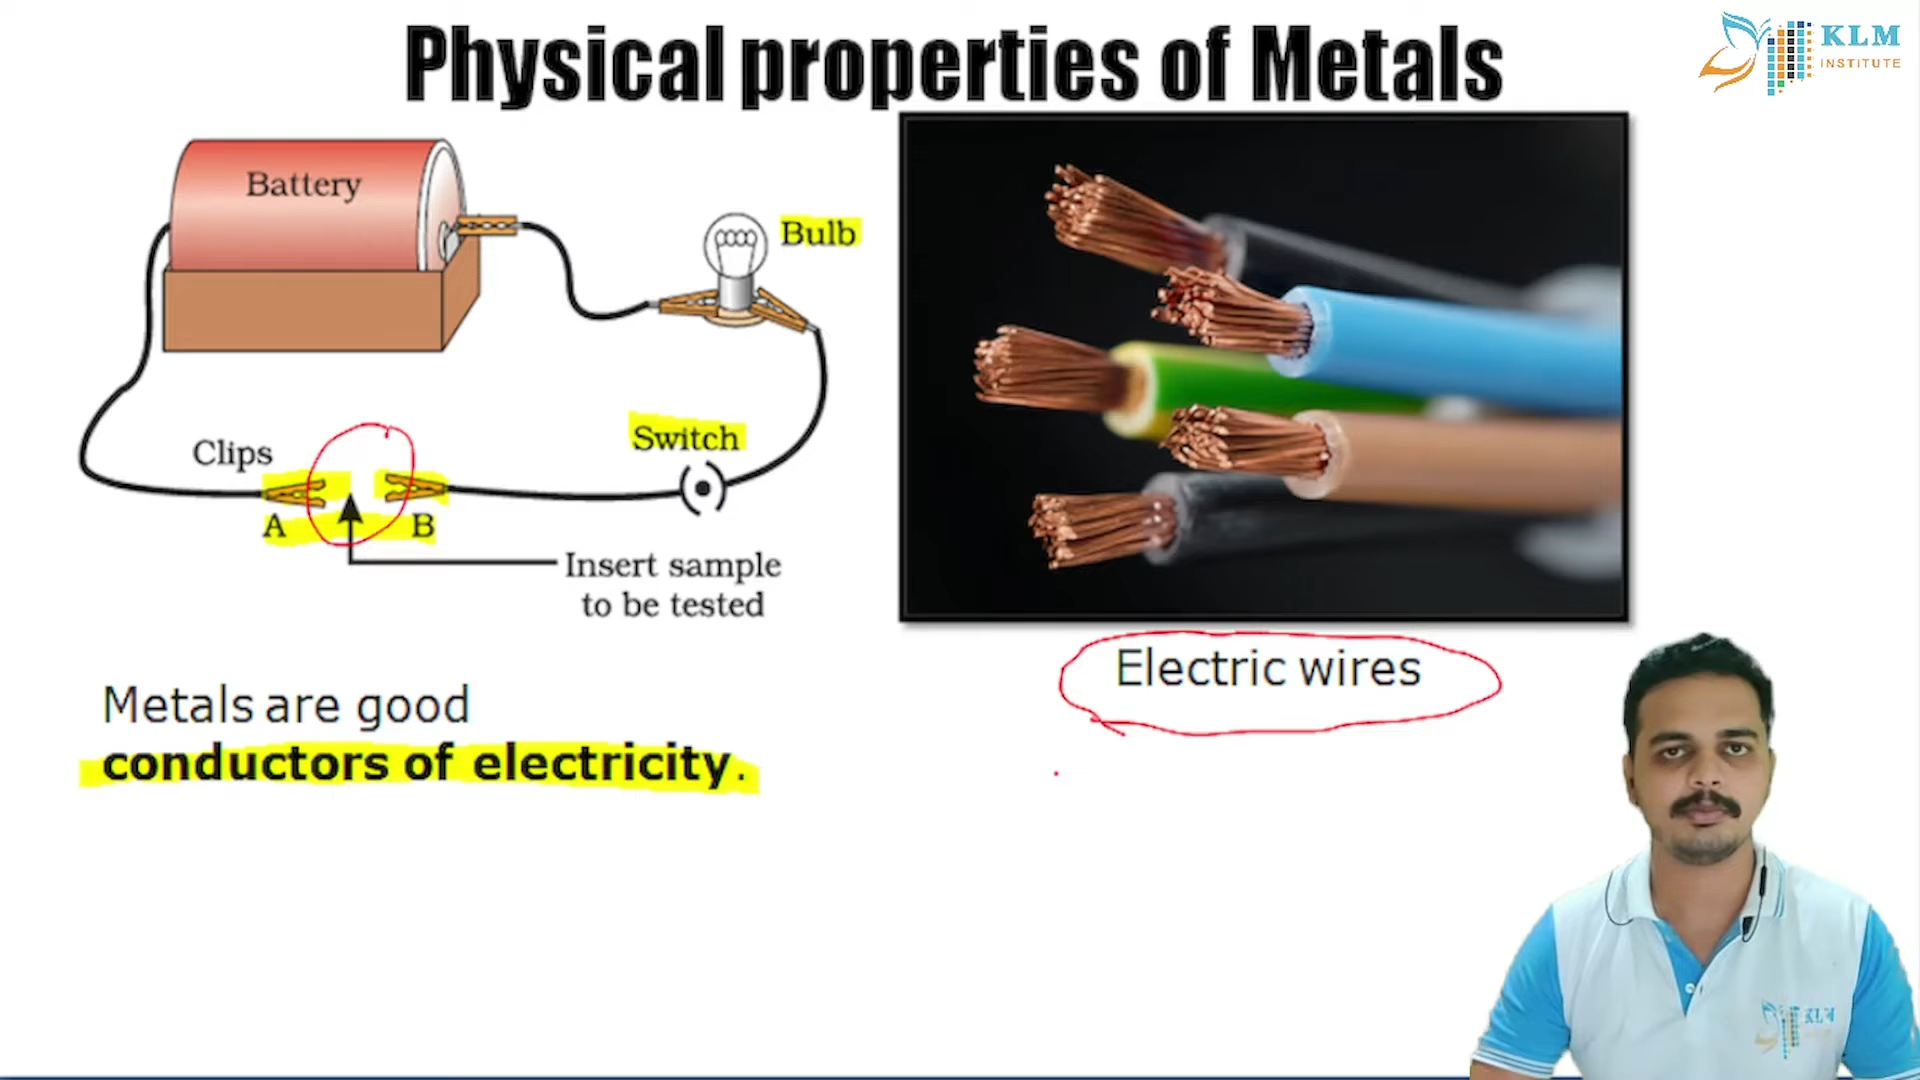 Physical properties of Metals
KLM
INSTITUTE
Battery
Bulb
Switch
Clips
A
B
Insert sample
to be tested
Electric wires
Metals are good
conductors of electricity.
KLM